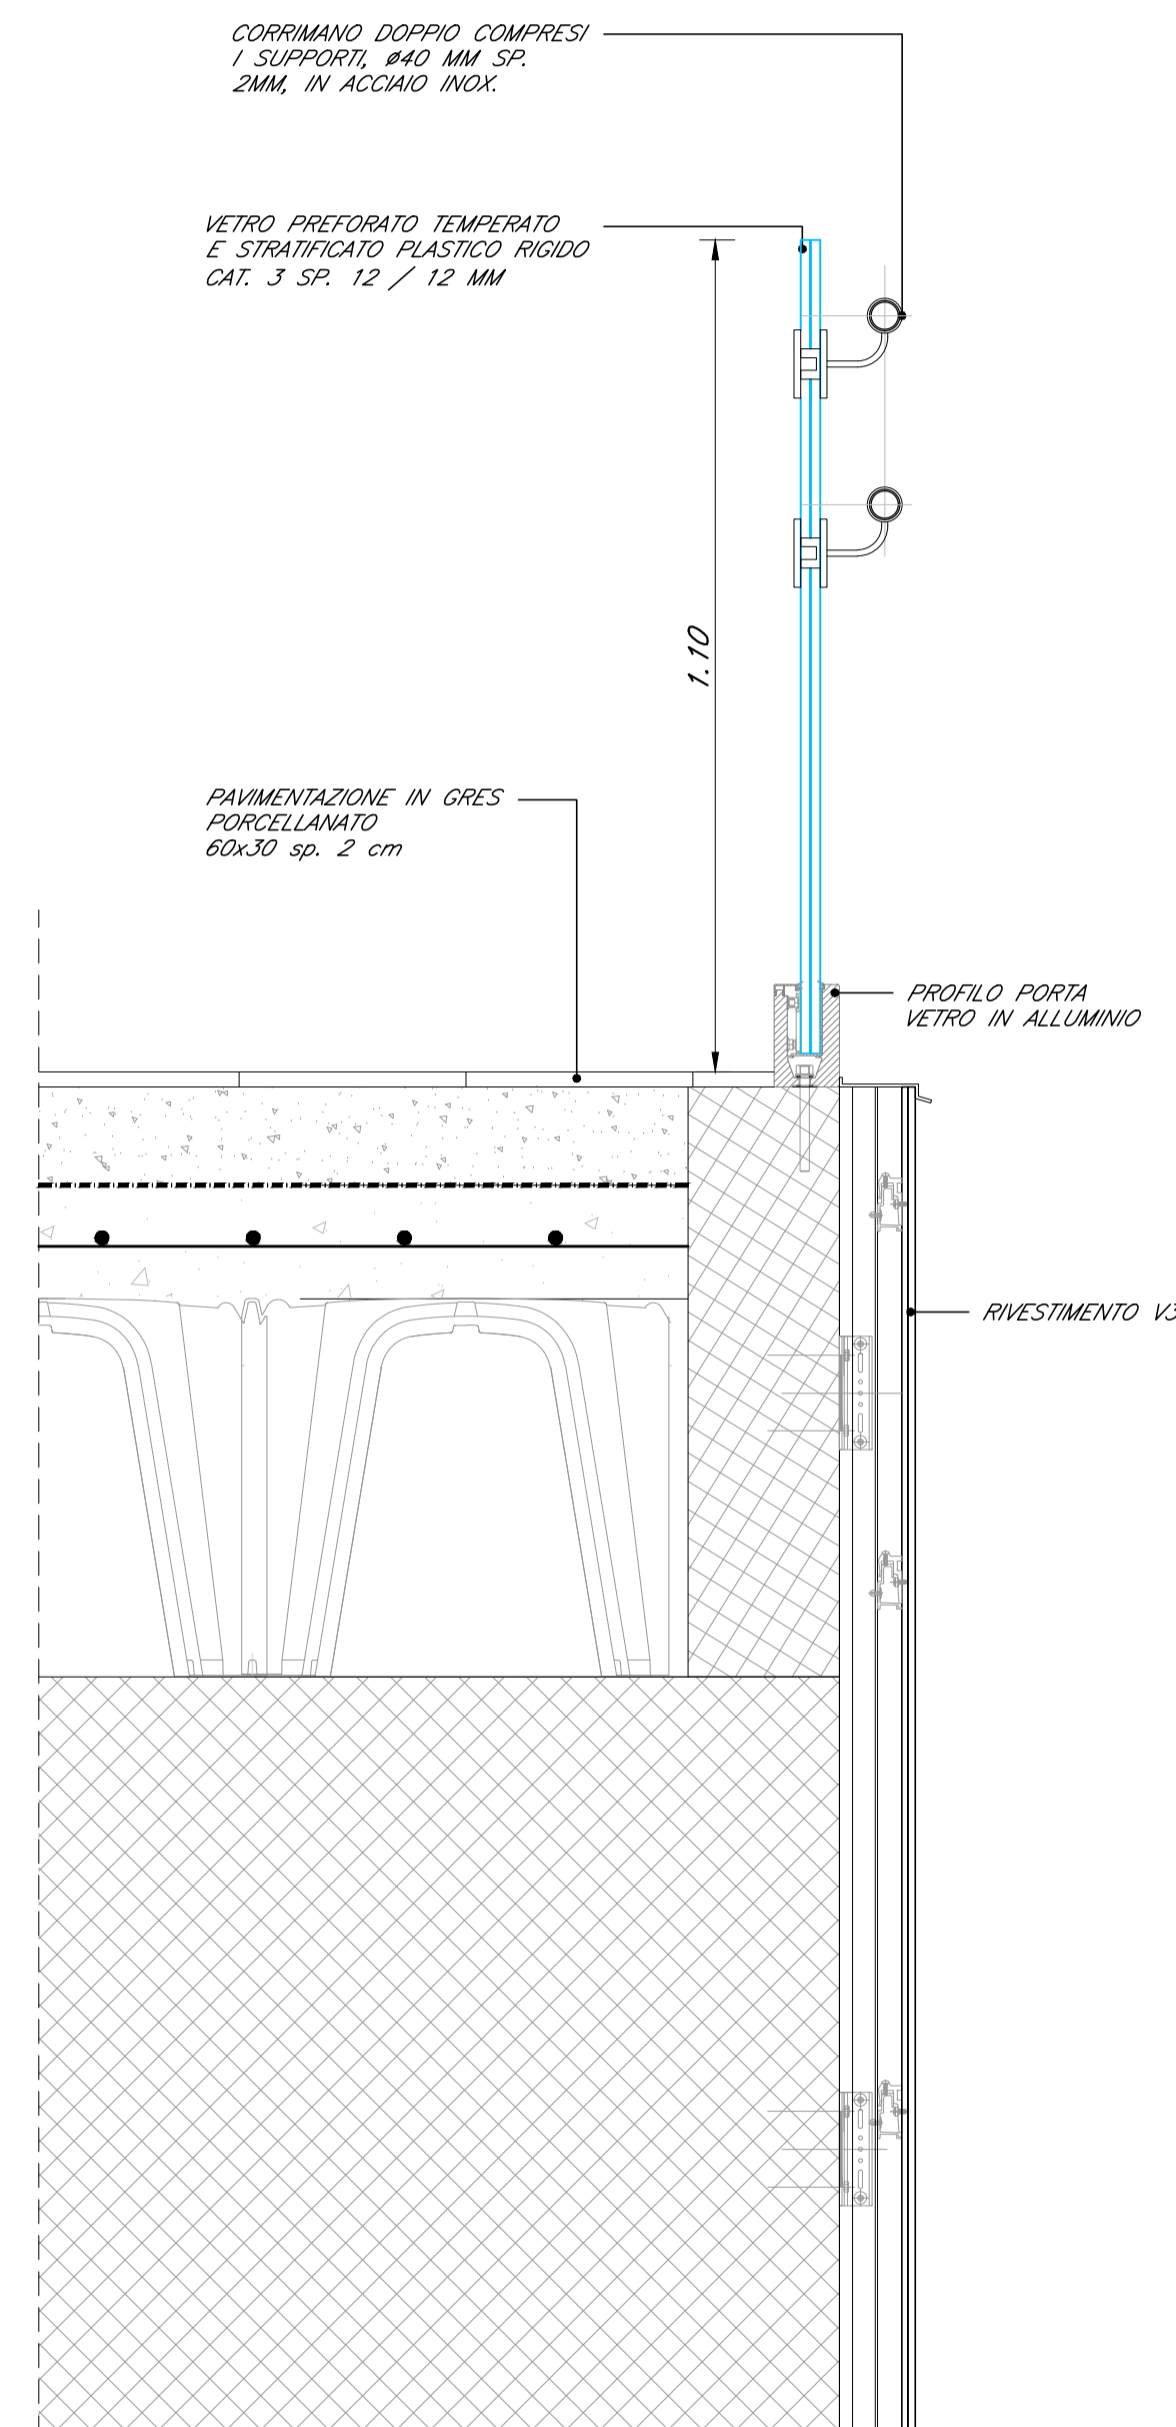 CORRIMANO DOPPIO COMPRESI
I SUPPORTI, Ø40 MM SP.
2MM, IN ACCIAIO INOX.
VETRO PREFORATO TEMPERATO
E STRATIFICATO PLASTICO RIGIDO
CAT. 3 SP. 12 / 12 MM
1.10
PAVIMENTAZIONE IN GRES
PORCELLANATO
60x30 sp. 2 cm
PROFILO PORTA
VETRO IN ALLUMINIO
RIVESTIMENTO V3